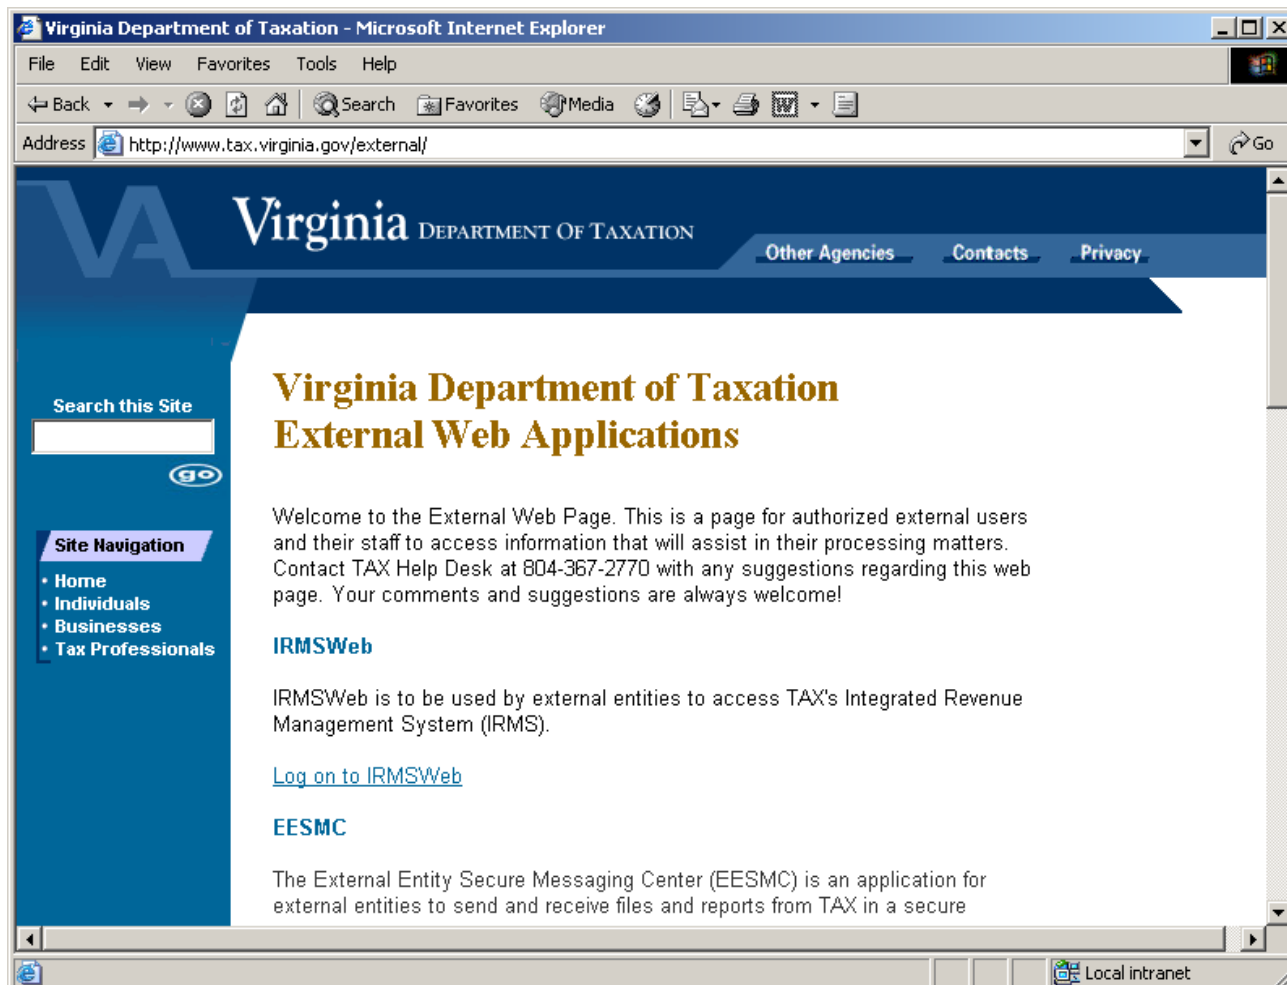 Virginia Department of Taxation - Microsoft Internet Explorer
File Edit View Favorites Tools Help
Back Search Favorites Media W
Address http://www.tax.virginia.gov/external/ Go
VA Virginia DEPARTMENT OF TAXATION
Other Agencies Contacts Privacy
Search this Site
go
Site Navigation
• Home
• Individuals
• Businesses
• Tax Professionals
Virginia Department of Taxation
External Web Applications
Welcome to the External Web Page. This is a page for authorized external users
and their staff to access information that will assist in their processing matters.
Contact TAX Help Desk at 804-367-2770 with any suggestions regarding this web
page. Your comments and suggestions are always welcome!
IRMSWeb
IRMSWeb is to be used by external entities to access TAX's Integrated Revenue
Management System (IRMS).
Log on to IRMSWeb
EESMC
The External Entity Secure Messaging Center (EESMC) is an application for
external entities to send and receive files and reports from TAX in a secure
Local intranet